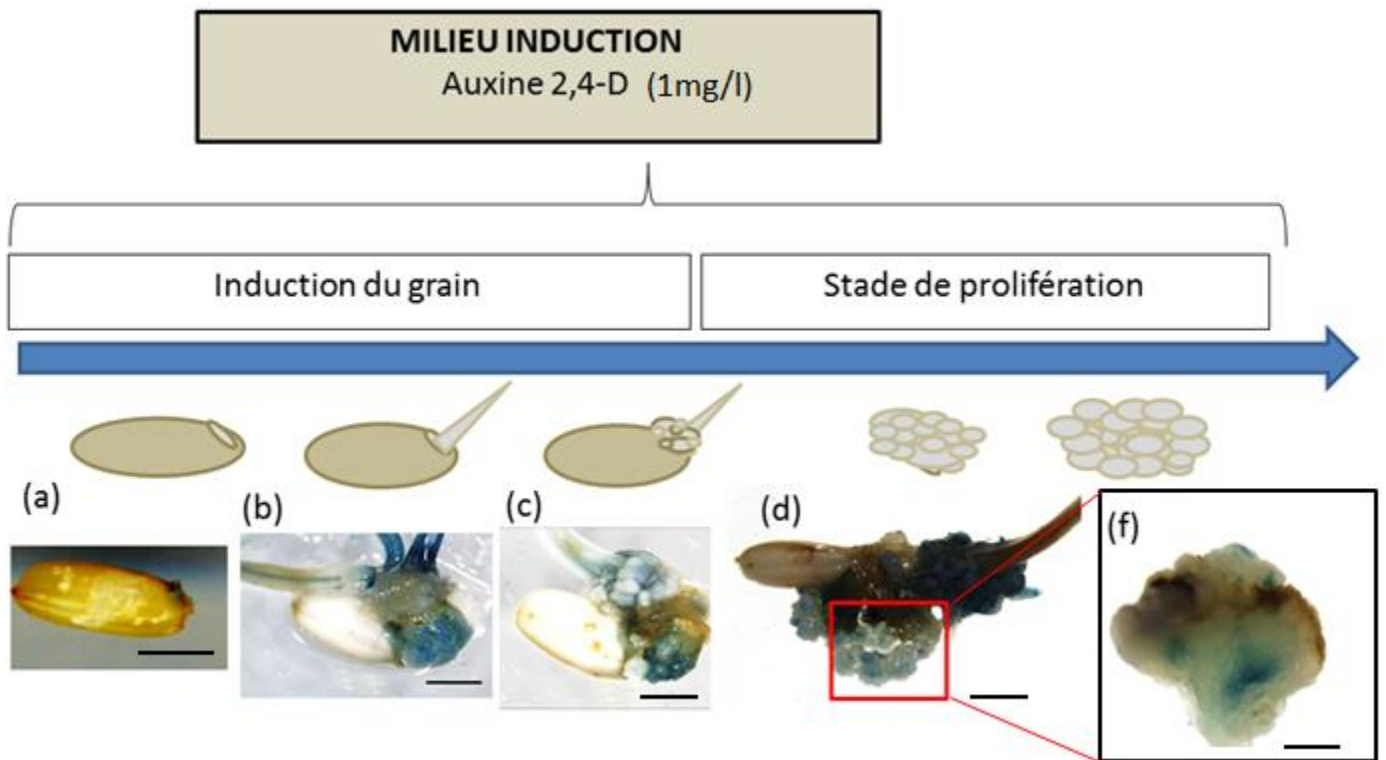 MILIEU INDUCTION
Auxine 2,4-D (1mg/l)
Induction du grain
Stade de prolifération
(a)
(b)
(c)
(d)
(f)